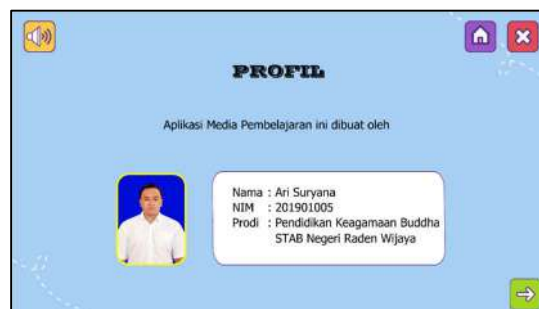 PROFIL
Aplikasi Media Pembelajaran ini dibuat oleh
Nama : Ari Suryana
NIM : 201901005
Prodi : Pendidikan Keagamaan Buddha
STAB Negeri Raden Wijaya